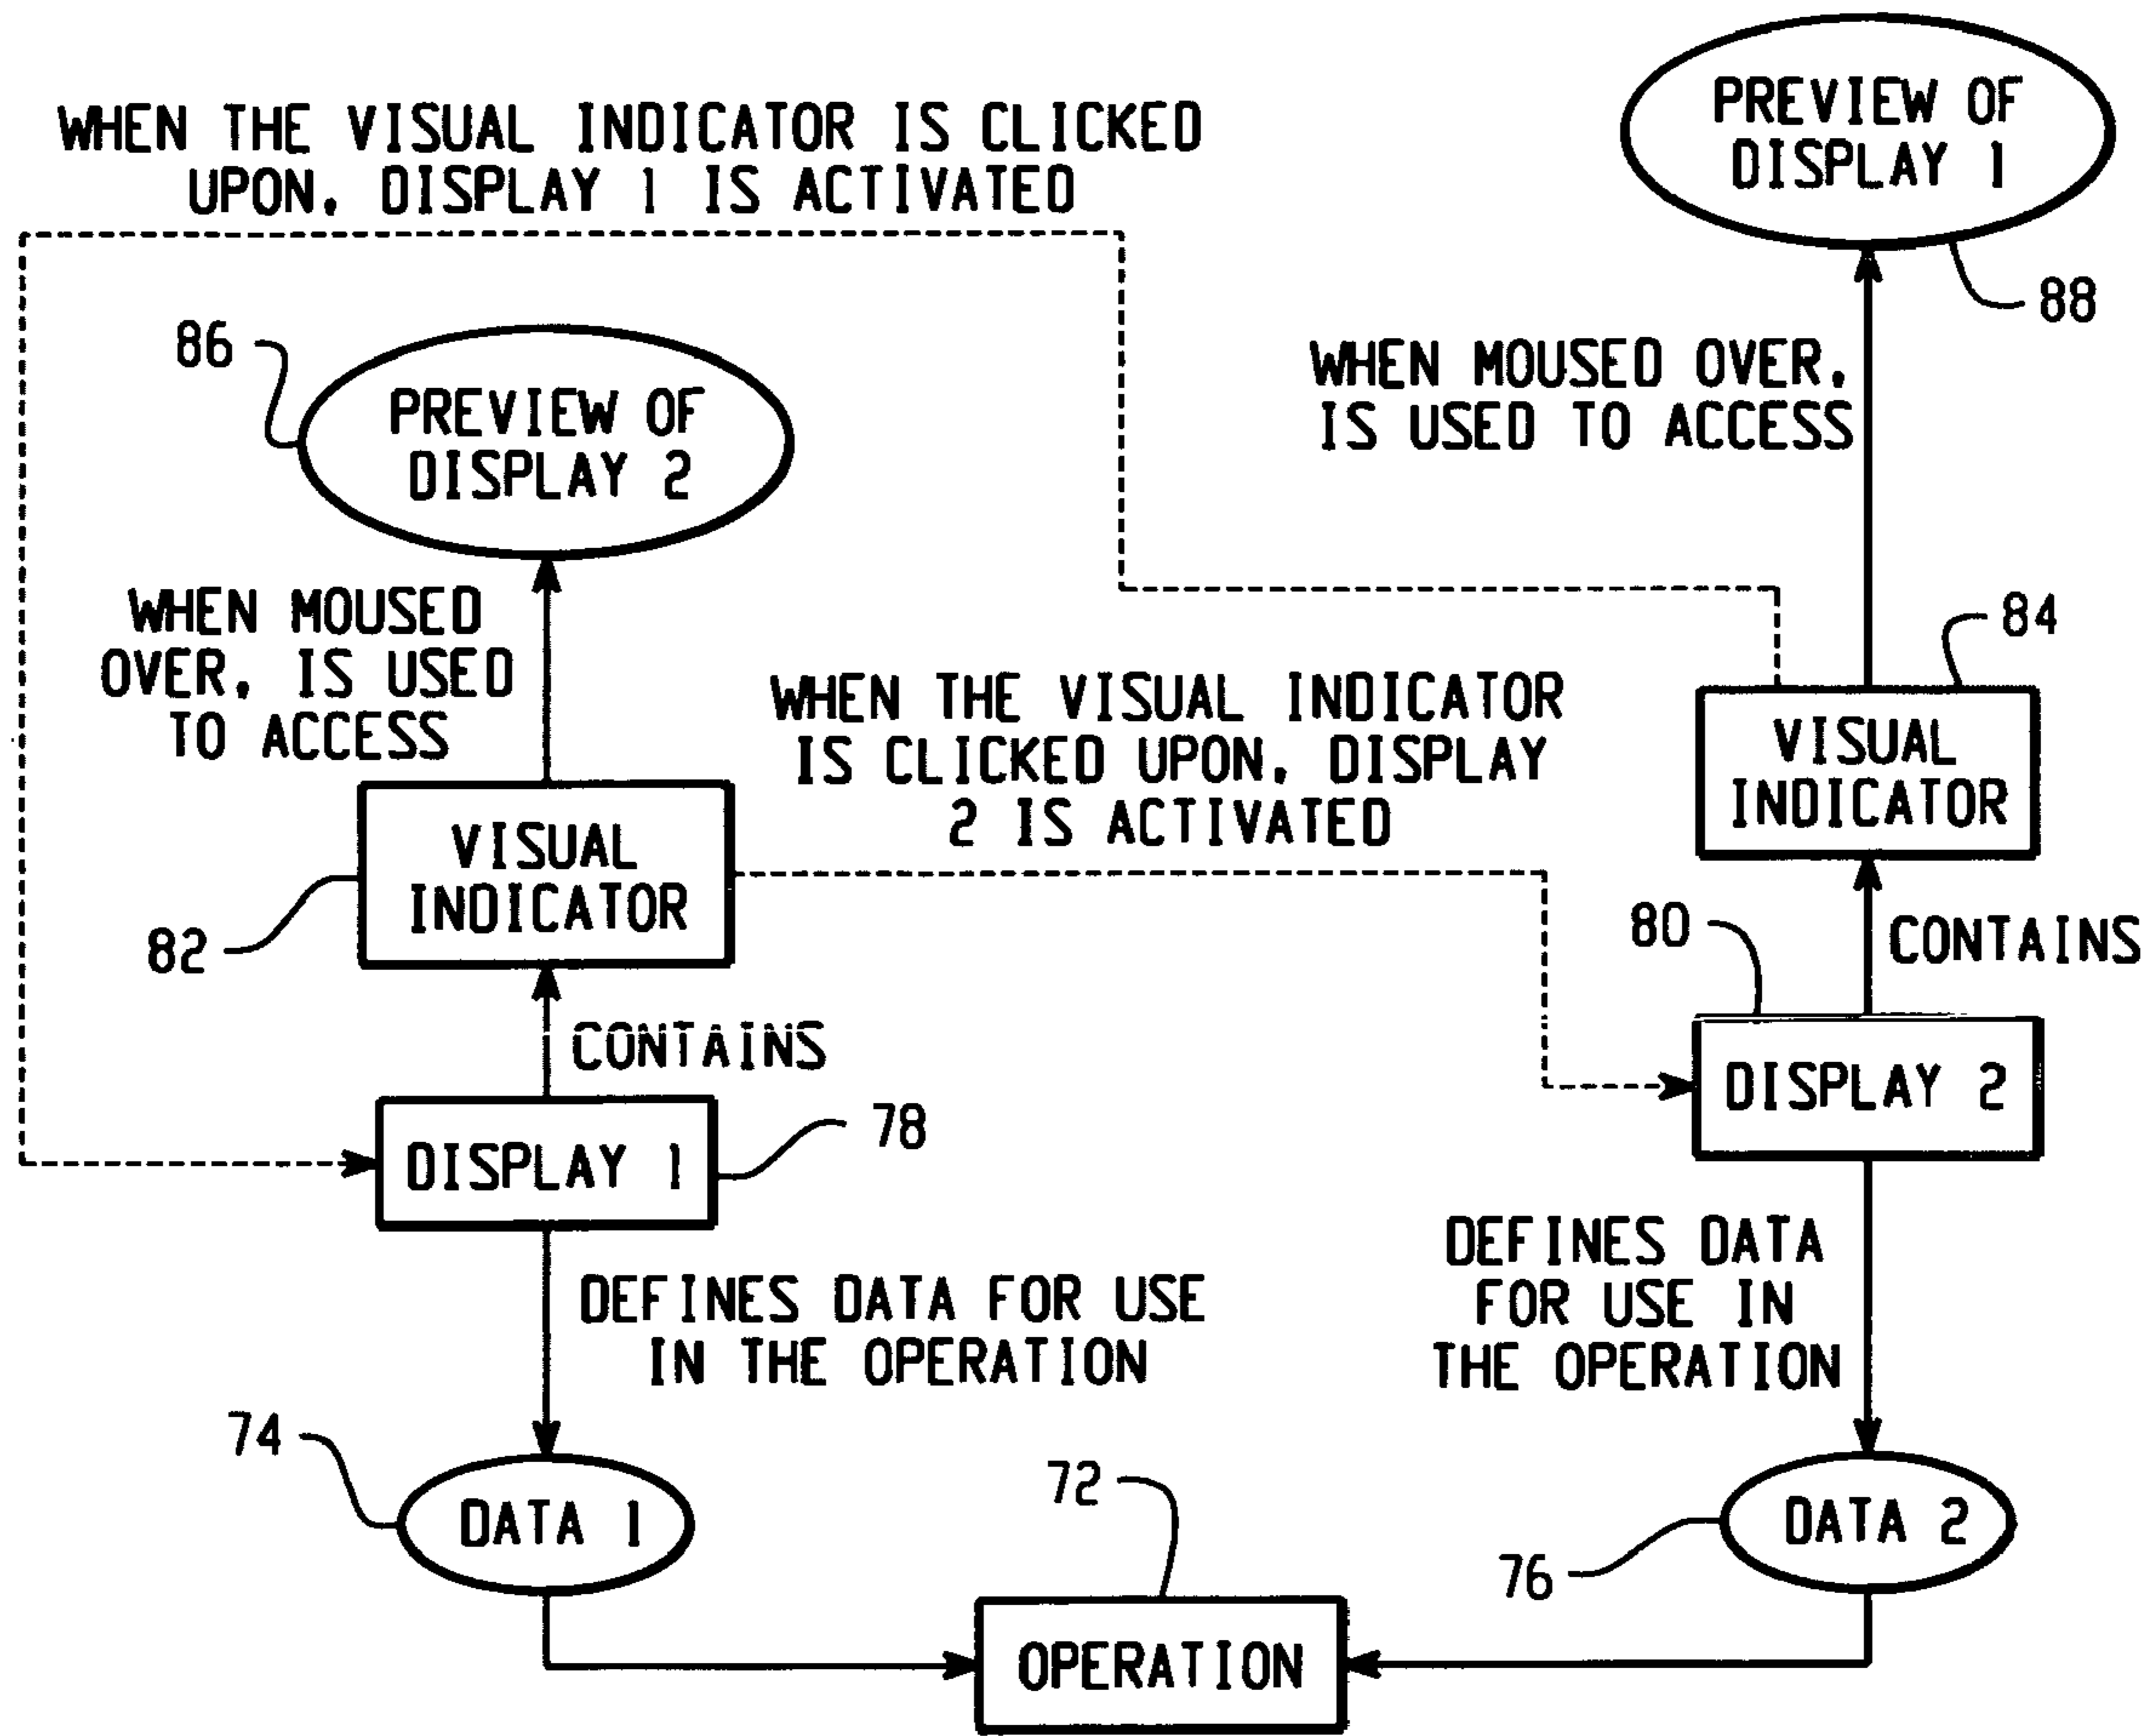 PREVIEW OF
DISPLAY 1
88
WHEN THE VISUAL INDICATOR IS CLICKED
UPON, DISPLAY 1 IS ACTIVATED
86
PREVIEW OF
DISPLAY 2
WHEN MOUSED OVER,
IS USED TO ACCESS
WHEN MOUSED
OVER, IS USED
TO ACCESS
84
VISUAL
INDICATOR
WHEN THE VISUAL INDICATOR
IS CLICKED UPON, DISPLAY
2 IS ACTIVATED
VISUAL
INDICATOR
82
80
CONTAINS
CONTAINS
DISPLAY 2
DISPLAY 1
78
DEFINES DATA FOR USE
IN THE OPERATION
DEFINES DATA
FOR USE IN
THE OPERATION
74
DATA 1
72
DATA 2
76
OPERATION